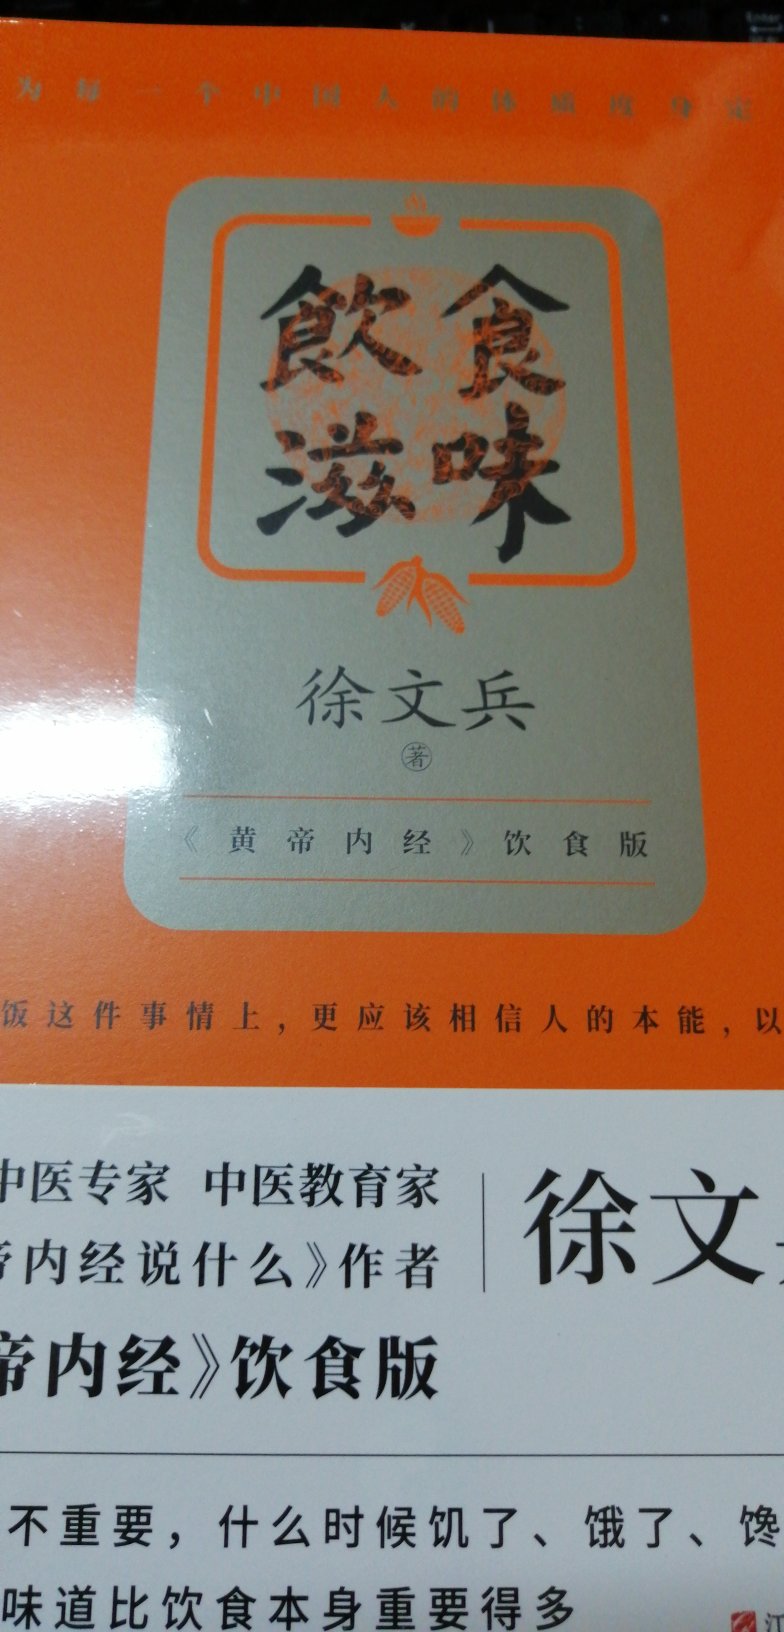 为每一个中国人的体质度身定
飲食
滋味
徐文兵
著
《黄帝内经》饮食版
饭这件事情上，更应该相信人的本能，以
中医专家 中医教育家
帝内经说什么》作者
徐文
帝内经》饮食版
不重要，什么时候饥了、饿了、馋
味道比饮食本身重要得多
江